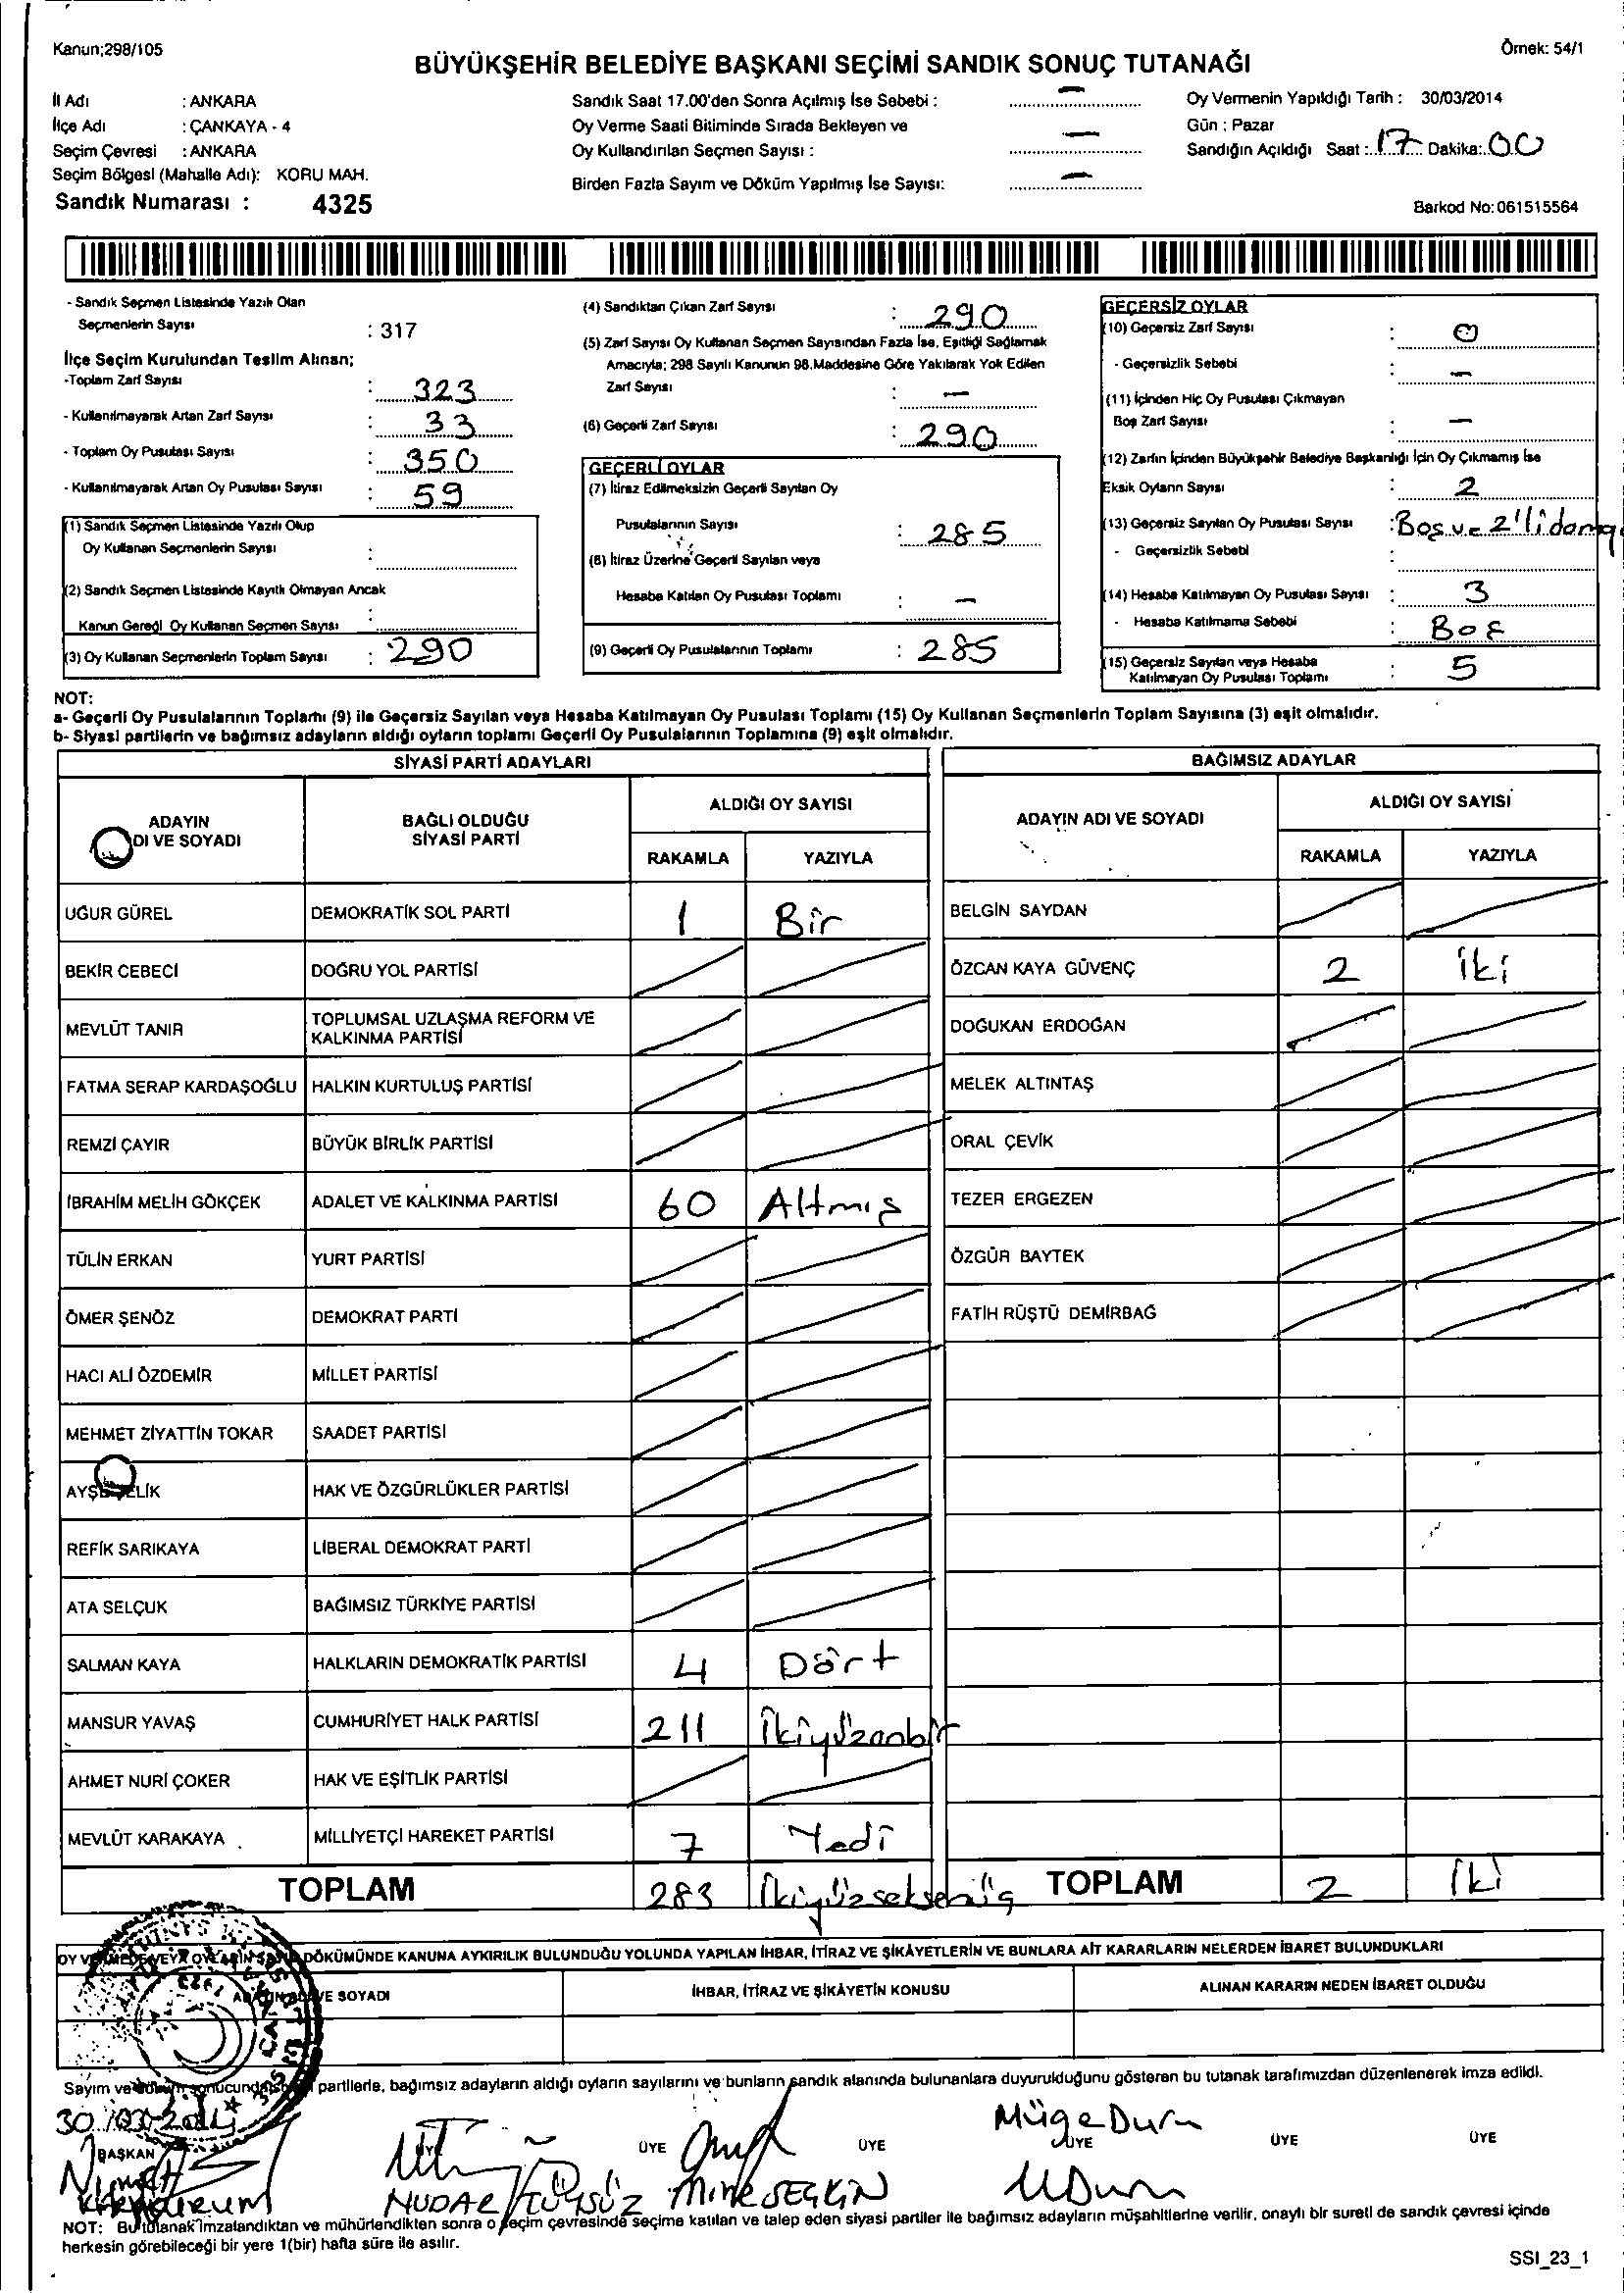 Kanun;298/105
Örnek: 54/1
BÜYÜKŞEHİR BELEDİYE BAŞKANI SEÇİMİ SANDIK SONUÇ TUTANAĞI
İl Adı : ANKARA
İlçe Adı : ÇANKAYA - 4
Seçim Çevresi : ANKARA
Seçim Bölgesi (Mahalle Adı): KORU MAH.
Sandık Numarası : 4325
Sandık Saat 17.00'den Sonra Açılmış İse Sebebi : –
Oy Verme Saati Bitiminde Sırada Bekleyen ve
Oy Kullandırılan Seçmen Sayısı : –
Birden Fazla Sayım ve Döküm Yapılmış İse Sayısı: –
Oy Vermenin Yapıldığı Tarih : 30/03/2014
Gün : Pazar
Sandığın Açıldığı Saat : 17 Dakika: 00
Barkod No: 061515564
- Sandık Seçmen Listesinde Yazılı Olan
Seçmenlerin Sayısı : 317
İlçe Seçim Kurulundan Teslim Alınan;
-Toplam Zarf Sayısı : 323
- Kullanılmayarak Artan Zarf Sayısı : 33
- Toplam Oy Pusulası Sayısı : 350
- Kullanılmayarak Artan Oy Pusulası Sayısı : 59
(1) Sandık Seçmen Listesinde Yazılı Olup
Oy Kullanan Seçmenlerin Sayısı :
(2) Sandık Seçmen Listesinde Kayıtlı Olmayan Ancak
Kanun Gereği Oy Kullanan Seçmen Sayısı :
(3) Oy Kullanan Seçmenlerin Toplam Sayısı : 290
(4) Sandıktan Çıkan Zarf Sayısı : 290
(5) Zarf Sayısı Oy Kullanan Seçmen Sayısından Fazla İse, Eşitliği Sağlamak
Amacıyla; 298 Sayılı Kanunun 98.Maddesine Göre Yakılarak Yok Edilen
Zarf Sayısı : –
(6) Geçerli Zarf Sayısı : 290
GEÇERLİ OYLAR
(7) İtiraz Edilmeksizin Geçerli Sayılan Oy
Pusulalarının Sayısı : 285
(8) İtiraz Üzerine Geçerli Sayılan veya
Hesaba Katılan Oy Pusulası Toplamı : –
(9) Geçerli Oy Pusulalarının Toplamı : 285
GEÇERSİZ OYLAR
(10) Geçersiz Zarf Sayısı : 0
- Geçersizlik Sebebi : –
(11) İçinden Hiç Oy Pusulası Çıkmayan
Boş Zarf Sayısı : –
(12) Zarfın İçinden Büyükşehir Belediye Başkanlığı İçin Oy Çıkmamış İse
Eksik Oyların Sayısı : 2
(13) Geçersiz Sayılan Oy Pusulası Sayısı : Boş ve 2'li damga
- Geçersizlik Sebebi :
(14) Hesaba Katılmayan Oy Pusulası Sayısı : 3
- Hesaba Katılmama Sebebi : Boş
(15) Geçersiz Sayılan veya Hesaba
Katılmayan Oy Pusulası Toplamı : 5
NOT:
a- Geçerli Oy Pusulalarının Toplamı (9) ile Geçersiz Sayılan veya Hesaba Katılmayan Oy Pusulası Toplamı (15) Oy Kullanan Seçmenlerin Toplam Sayısına (3) eşit olmalıdır.
b- Siyasi partilerin ve bağımsız adayların aldığı oyların toplamı Geçerli Oy Pusulalarının Toplamına (9) eşit olmalıdır.
SİYASİ PARTİ ADAYLARI
ADAYIN
DI VE SOYADI
BAĞLI OLDUĞU
SİYASİ PARTİ
ALDIĞI OY SAYISI
RAKAMLA YAZIYLA
UĞUR GÜREL DEMOKRATİK SOL PARTİ 1 Bir
BEKİR CEBECİ DOĞRU YOL PARTİSİ
MEVLÜT TANIR TOPLUMSAL UZLAŞMA REFORM VE
KALKINMA PARTİSİ
FATMA SERAP KARDAŞOĞLU HALKIN KURTULUŞ PARTİSİ
REMZİ ÇAYIR BÜYÜK BİRLİK PARTİSİ
İBRAHİM MELİH GÖKÇEK ADALET VE KALKINMA PARTİSİ 60 Altmış
TÜLİN ERKAN YURT PARTİSİ
ÖMER ŞENÖZ DEMOKRAT PARTİ
HACI ALİ ÖZDEMİR MİLLET PARTİSİ
MEHMET ZİYATTİN TOKAR SAADET PARTİSİ
AYŞE ÇELİK HAK VE ÖZGÜRLÜKLER PARTİSİ
REFİK SARIKAYA LİBERAL DEMOKRAT PARTİ
ATA SELÇUK BAĞIMSIZ TÜRKİYE PARTİSİ
SALMAN KAYA HALKLARIN DEMOKRATİK PARTİSİ 4 Dört
MANSUR YAVAŞ CUMHURİYET HALK PARTİSİ 211 İkiyüzonbir
AHMET NURİ ÇOKER HAK VE EŞİTLİK PARTİSİ
MEVLÜT KARAKAYA MİLLİYETÇİ HAREKET PARTİSİ 7 Yedi
TOPLAM 283 İkiyüzseksenüç
BAĞIMSIZ ADAYLAR
ADAYIN ADI VE SOYADI
ALDIĞI OY SAYISI
RAKAMLA YAZIYLA
BELGİN SAYDAN
ÖZCAN KAYA GÜVENÇ 2 iki
DOĞUKAN ERDOĞAN
MELEK ALTINTAŞ
ORAL ÇEVİK
TEZER ERGEZEN
ÖZGÜR BAYTEK
FATİH RÜŞTÜ DEMİRBAĞ
TOPLAM 2 İki
DÖKÜMÜNDE KANUNA AYKIRILIK BULUNDUĞU YOLUNDA YAPILAN İHBAR, İTİRAZ VE ŞİKÂYETLERİN VE BUNLARA AİT KARARLARIN NELERDEN İBARET BULUNDUKLARI
VE SOYADI
İHBAR, İTİRAZ VE ŞİKÂYETİN KONUSU
ALINAN KARARIN NEDEN İBARET OLDUĞU
Sayım ve döküm sonucunda partilerle, bağımsız adayların aldığı oyların sayılarını ve bunların sandık alanında bulunanlara duyurulduğunu gösteren bu tutanak tarafımızdan düzenlenerek imza edildi.
BAŞKAN ÜYE ÜYE ÜYE ÜYE ÜYE ÜYE
Müge Duru
NOT: Bu tutanak imzalandıktan ve mühürlendikten sonra o seçim çevresinde seçime katılan ve talep eden siyasi partiler ile bağımsız adayların müşahitlerine verilir, onaylı bir sureti de sandık çevresi içinde
herkesin görebileceği bir yere 1(bir) hafta süre ile asılır.
SSI_23_1